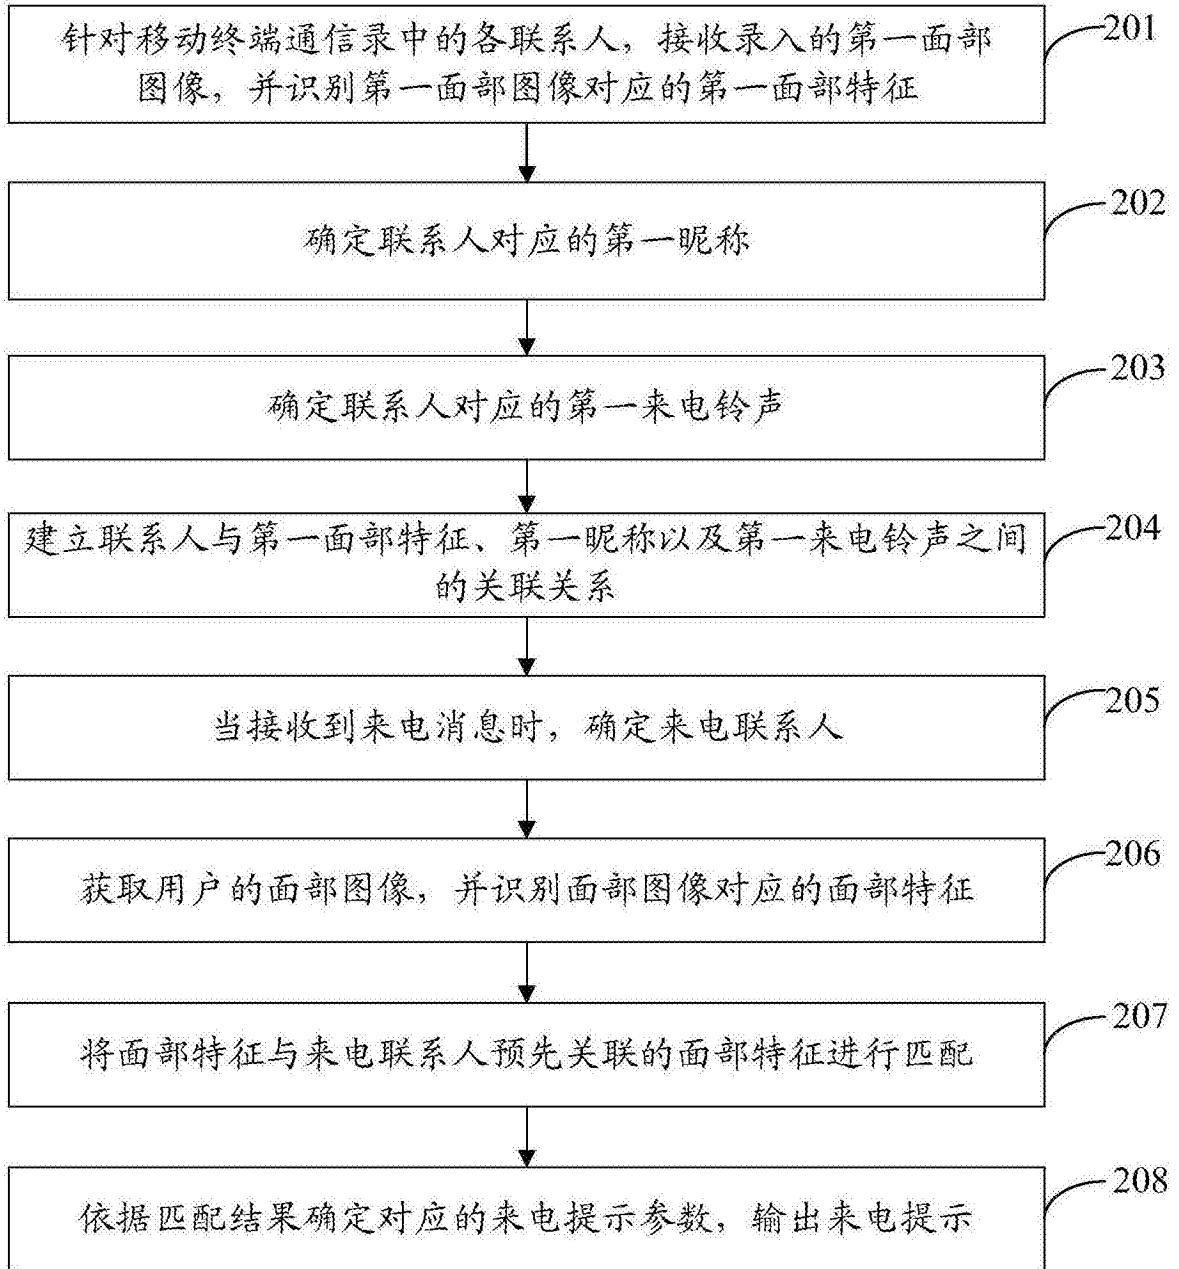 针对移动终端通信录中的各联系人，接收录入的第一面部
图像，并识别第一面部图像对应的第一面部特征
201
确定联系人对应的第一昵称
202
确定联系人对应的第一来电铃声
203
建立联系人与第一面部特征、第一昵称以及第一来电铃声之间
的关联关系
204
当接收到来电消息时，确定来电联系人
205
获取用户的面部图像，并识别面部图像对应的面部特征
206
将面部特征与来电联系人预先关联的面部特征进行匹配
207
依据匹配结果确定对应的来电提示参数，输出来电提示
208